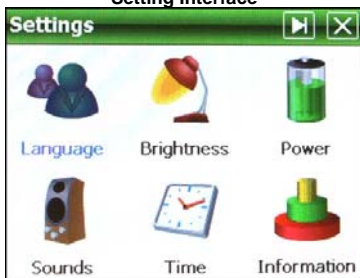 Setting Interface
Settings
Language Brightness Power
Sounds Time Information